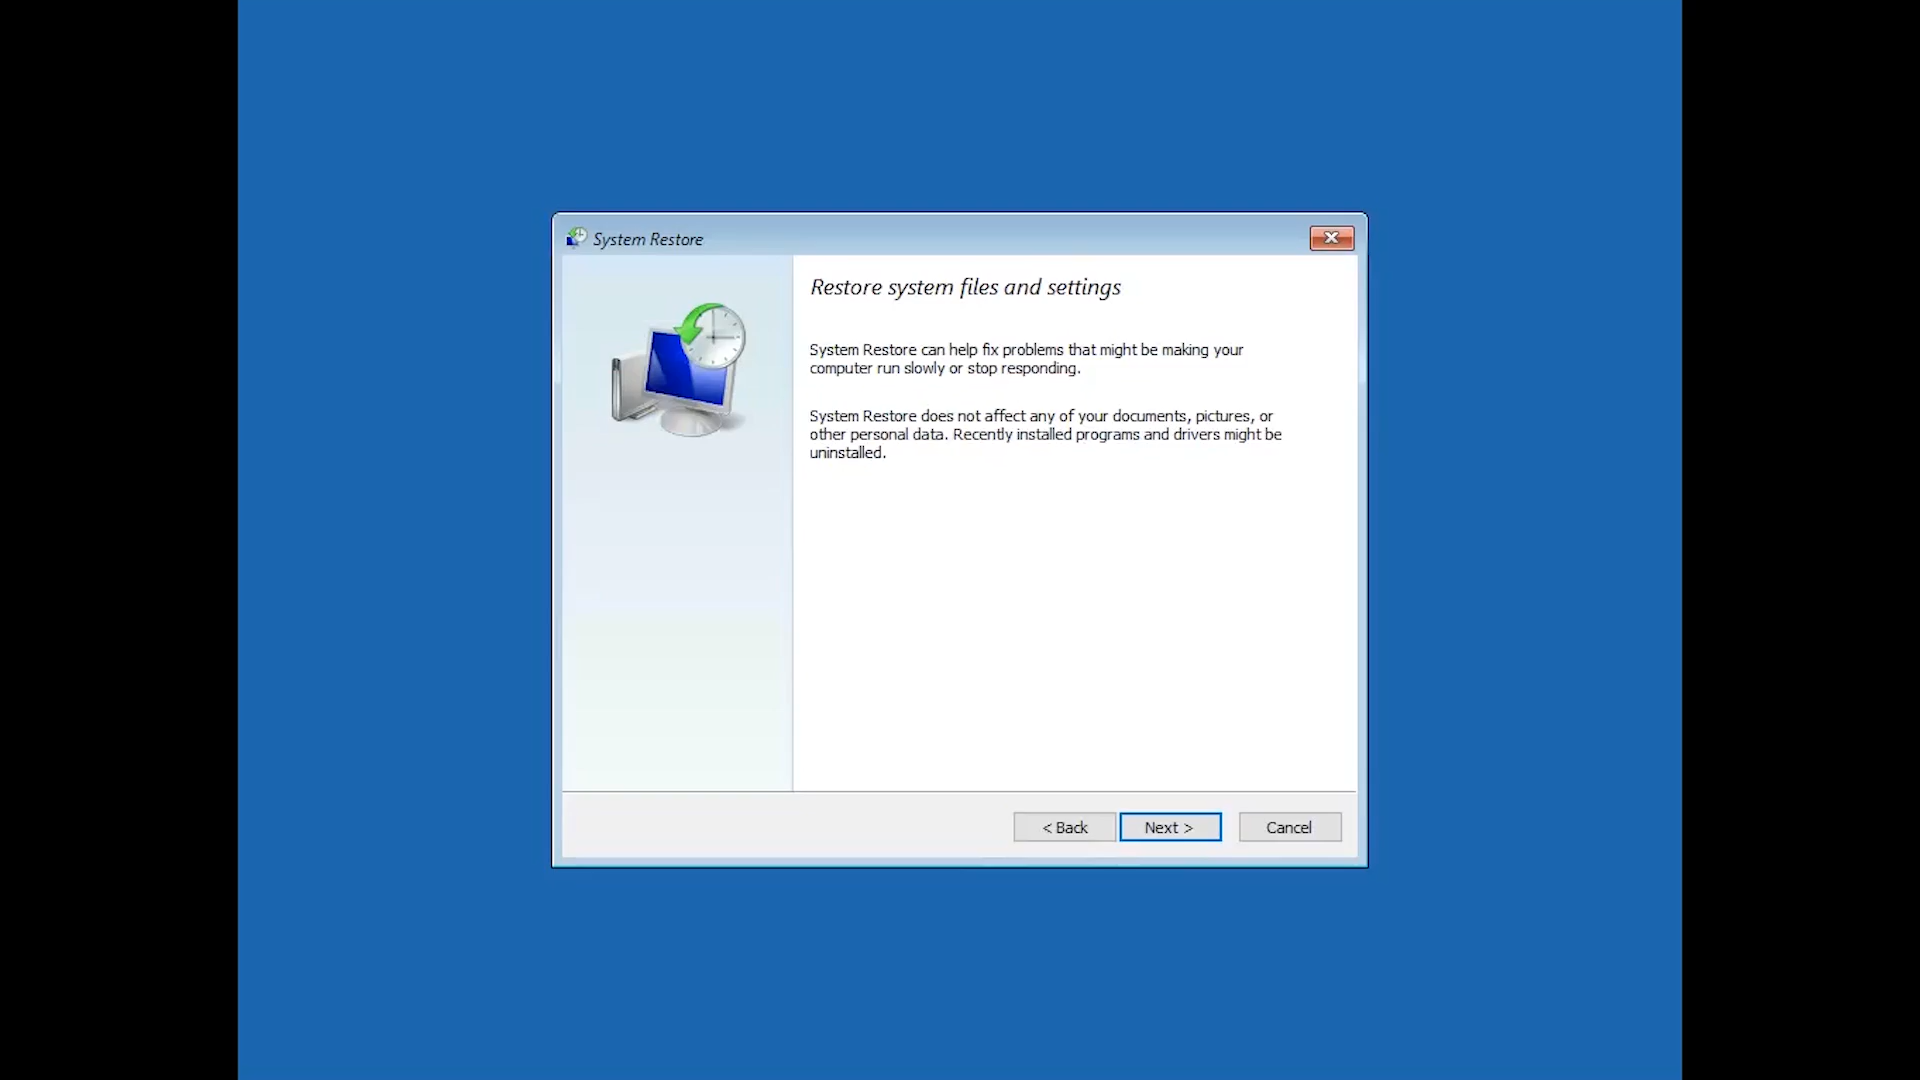 System Restore
Restore system files and settings
System Restore can help fix problems that might be making your
computer run slowly or stop responding.
System Restore does not affect any of your documents, pictures, or
other personal data. Recently installed programs and drivers might be
uninstalled.
< Back
Next >
Cancel